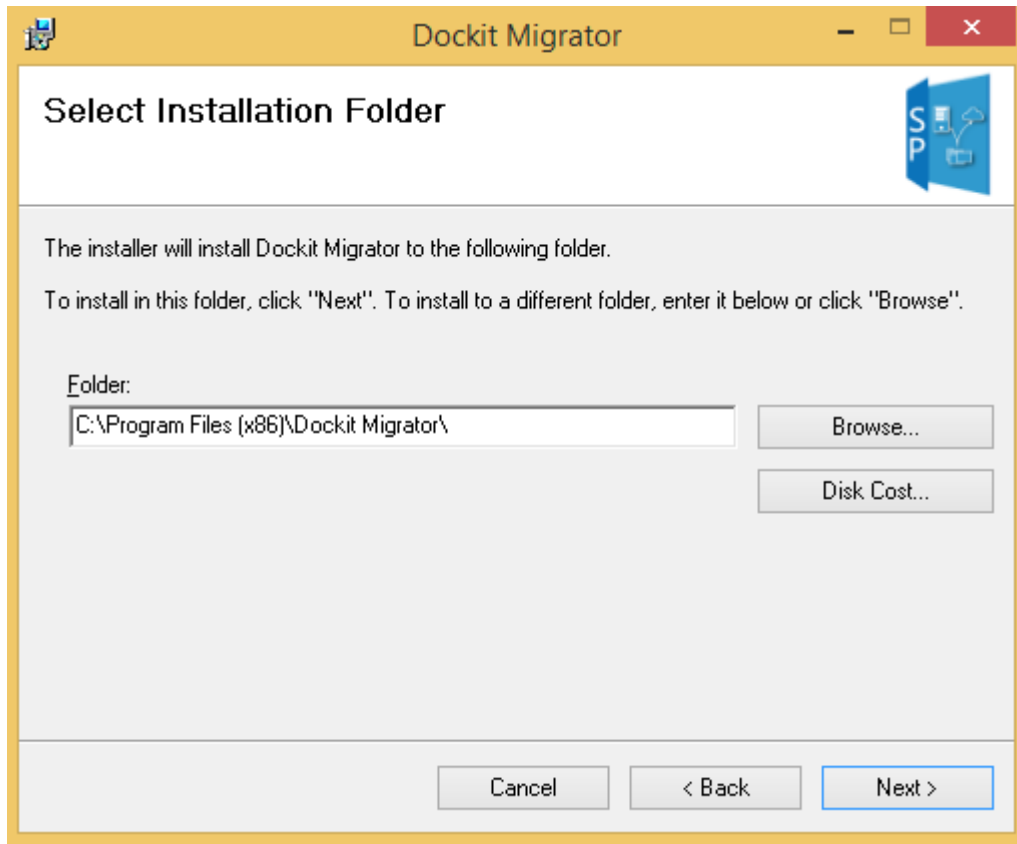 Dockit Migrator
Select Installation Folder
S
P
The installer will install Dockit Migrator to the following folder.
To install in this folder, click "Next". To install to a different folder, enter it below or click "Browse".
Folder:
C:\Program Files (x86)\Dockit Migrator\
Browse...
Disk Cost...
Cancel
< Back
Next >